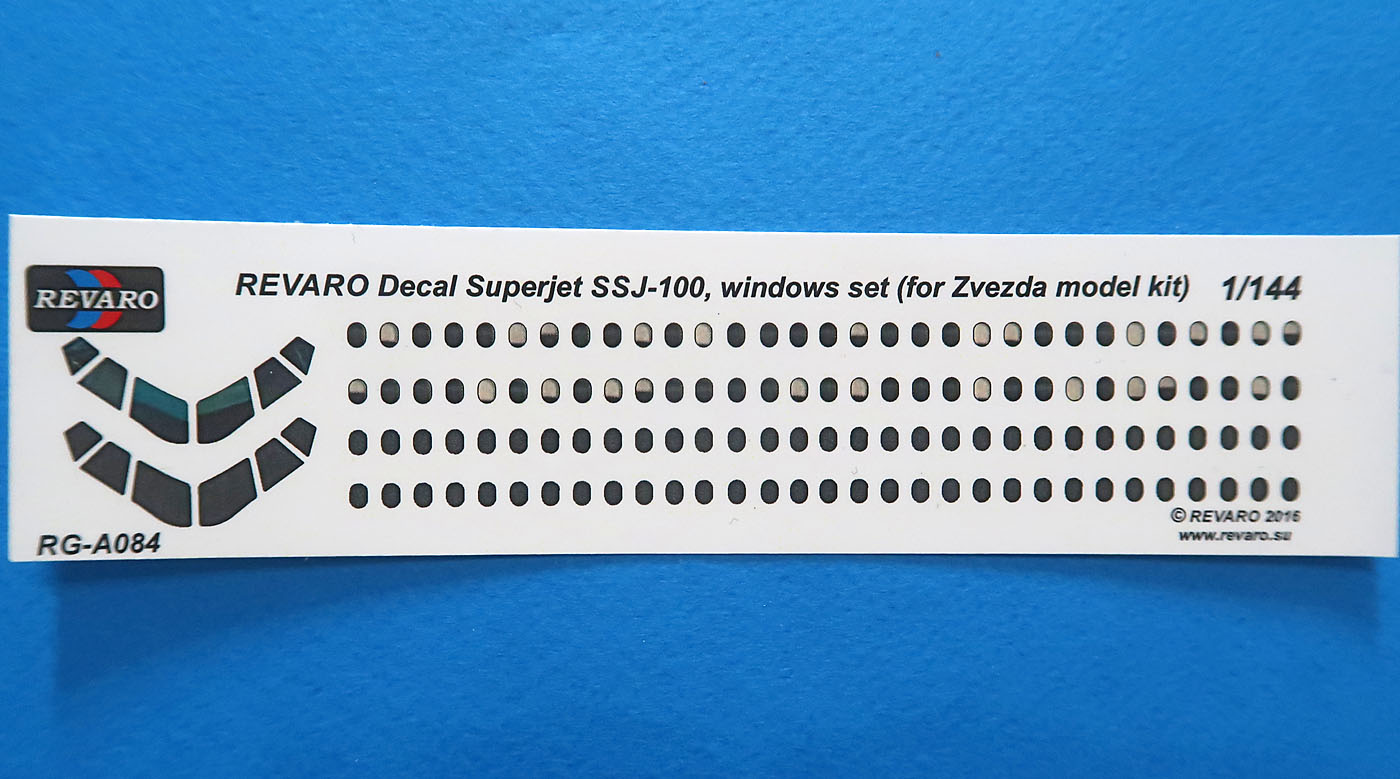 REVARO
REVARO Decal Superjet SSJ-100, windows set (for Zvezda model kit) 1/144
RG-A084
© REVARO 2016
www.revaro.su